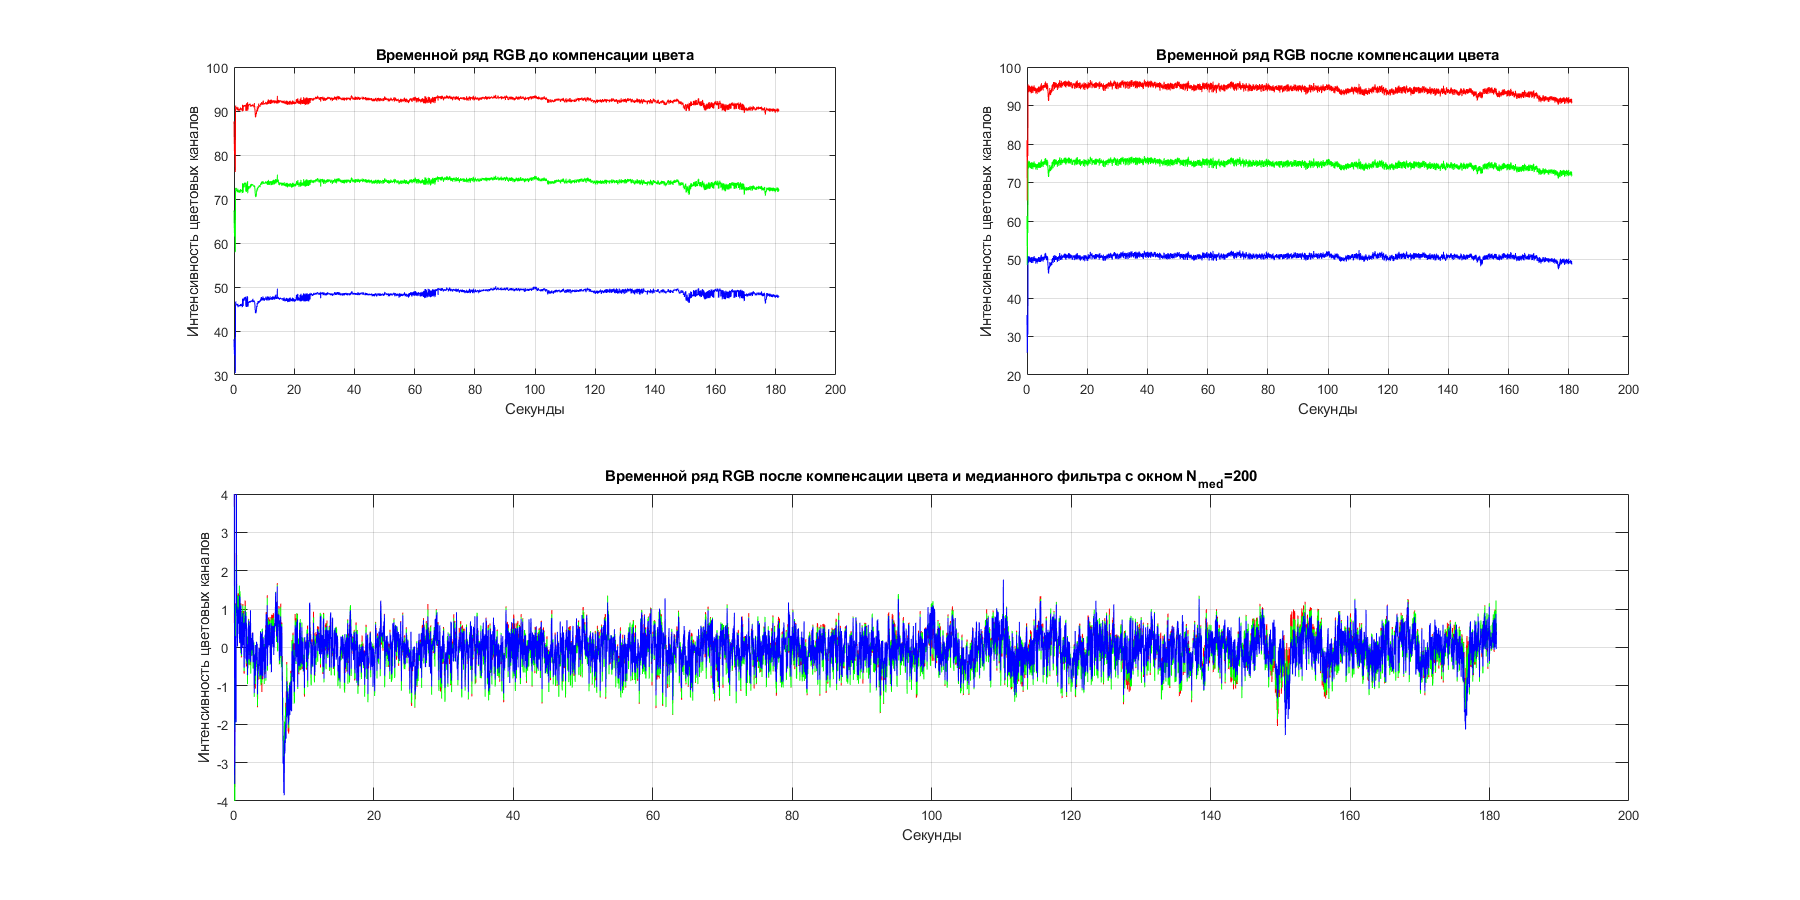 Временной ряд RGB до компенсации цвета
Интенсивность цветовых каналов
100
90
80
70
60
50
40
30
0 20 40 60 80 100 120 140 160 180 200
Секунды
Временной ряд RGB после компенсации цвета
Интенсивность цветовых каналов
100
90
80
70
60
50
40
30
20
0 20 40 60 80 100 120 140 160 180 200
Секунды
Временной ряд RGB после компенсации цвета и медианного фильтра с окном N_med=200
Интенсивность цветовых каналов
4
3
2
1
0
-1
-2
-3
-4
0 20 40 60 80 100 120 140 160 180 200
Секунды